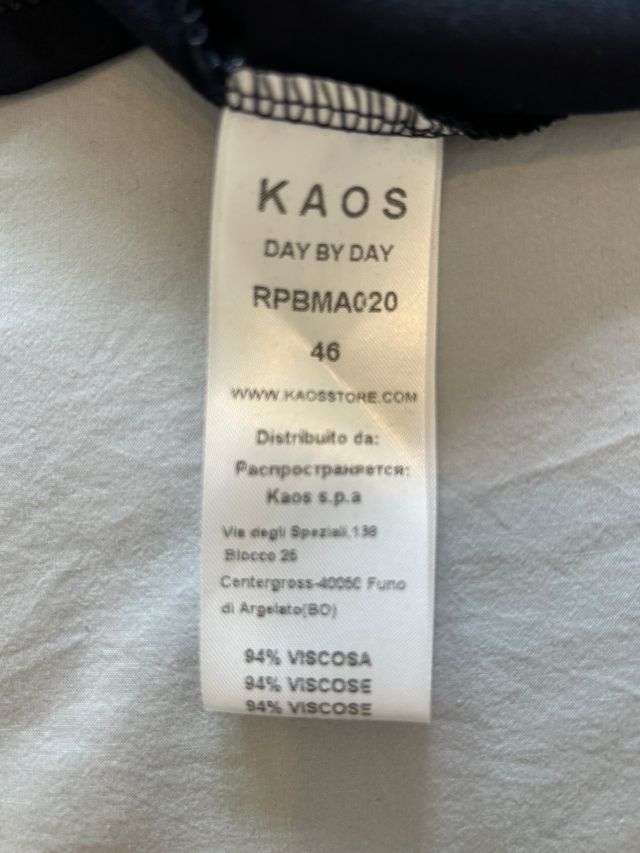 KAOS
DAY BY DAY
RPBMA020
46
WWW.KAOSSTORE.COM
Distribuito da:
Распространяется:
Kaos s.p.a
Via degli Speziali,138
Blocco 26
Centergross-40050 Funo
di Argelato(BO)
94% VISCOSA
94% VISCOSE
94% VISCOSE